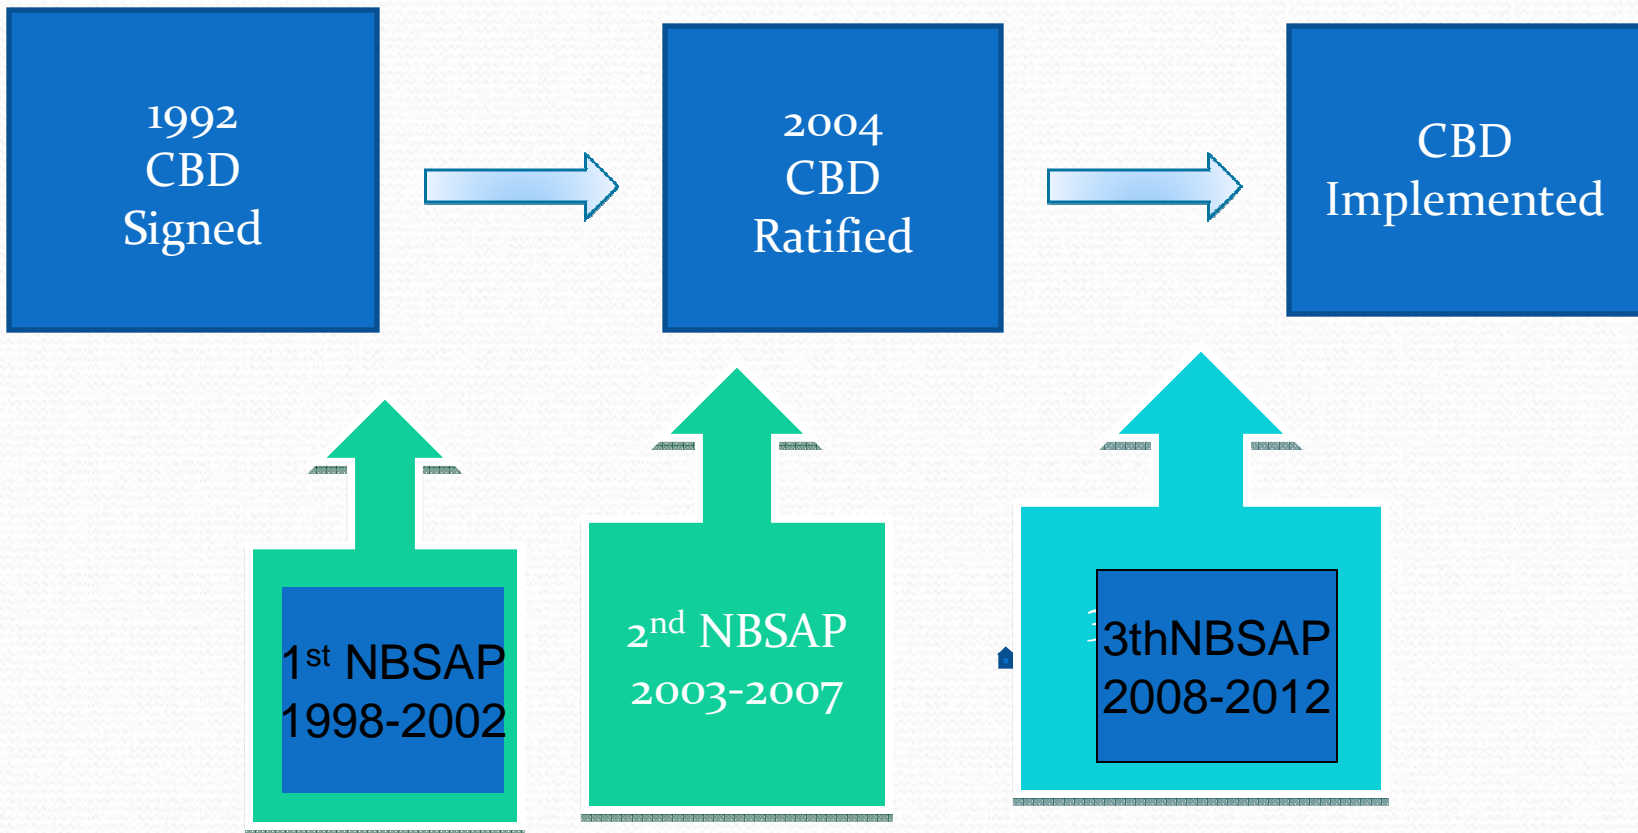 1992
CBD
Signed
2004
CBD
Ratified
CBD
Implemented
1st NBSAP
1998-2002
2nd NBSAP
2003-2007
3thNBSAP
2008-2012